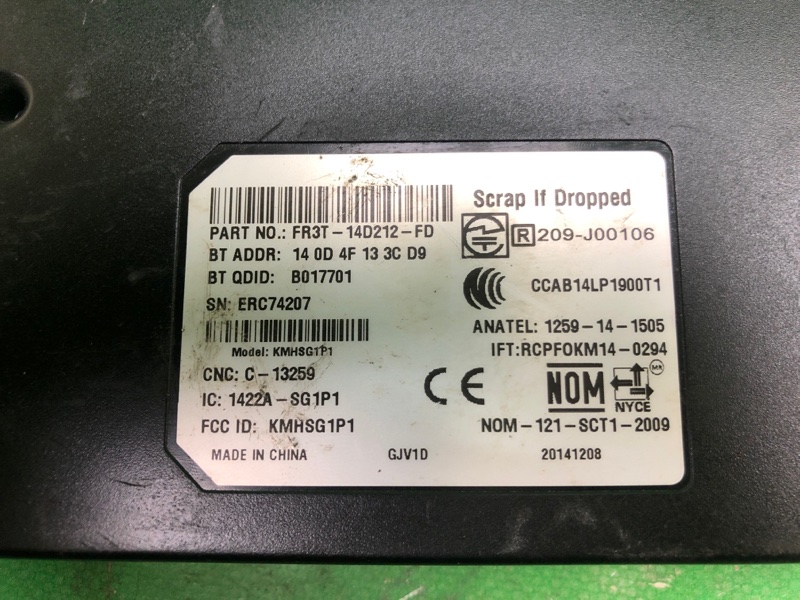 Scrap If Dropped
PART NO.: FR3T-14D212-FD
R 209-J00106
BT ADDR: 14 0D 4F 13 3C D9
BT QDID: B017701
CCAB14LP1900T1
SN: ERC74207
ANATEL: 1259-14-1505
Model: KMHSG1P1
IFT:RCPFOKM14-0294
CNC: C-13259
CE
NOM
NYCE
IC: 1422A-SG1P1
FCC ID: KMHSG1P1
NOM-121-SCT1-2009
MADE IN CHINA
GJV1D
20141208